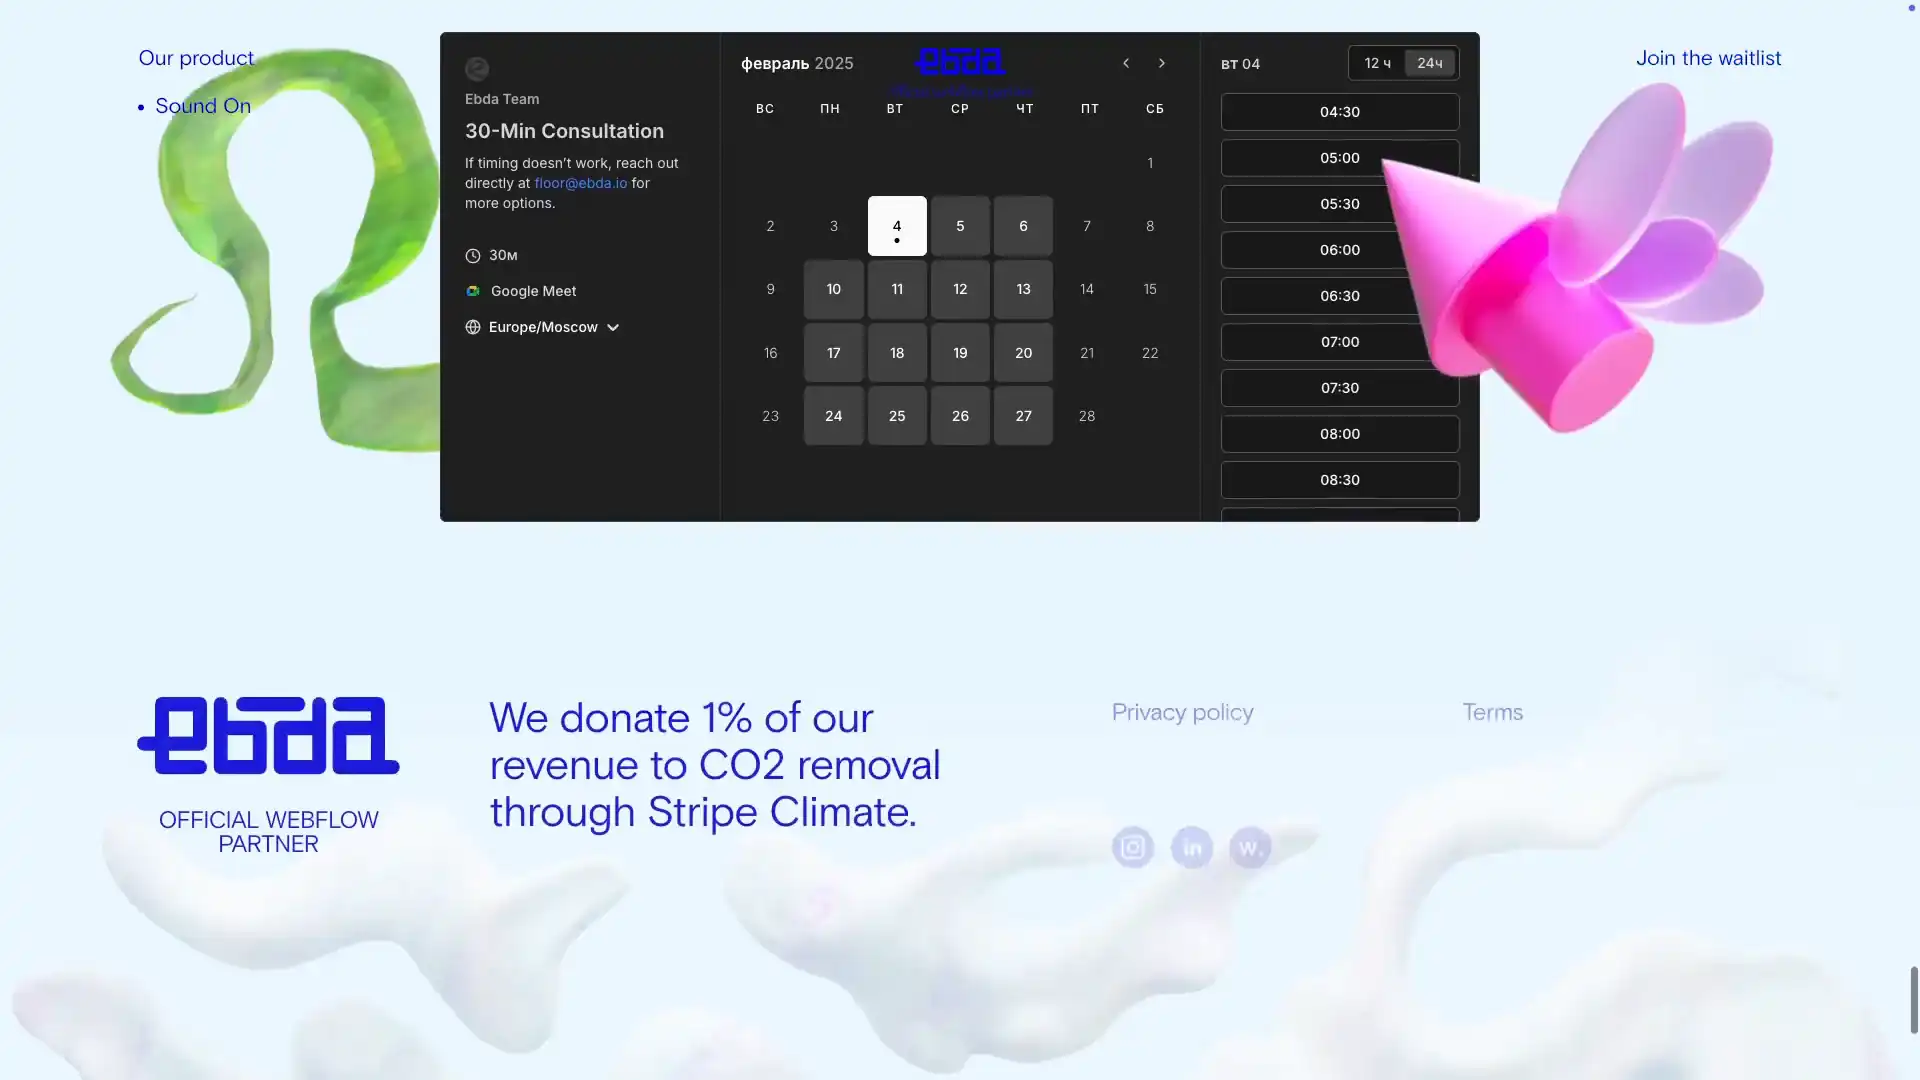 Our product
Sound On
Join the waitlist
Ebda Team
30-Min Consultation
If timing doesn't work, reach out
directly at floor@ebda.io for
more options.
30м
Google Meet
Europe/Moscow
февраль 2025
ebda
ВС ПН ВТ СР ЧТ ПТ СБ
1
2 3 4 5 6 7 8
9 10 11 12 13 14 15
16 17 18 19 20 21 22
23 24 25 26 27 28
вт 04
12 ч 24ч
04:30
05:00
05:30
06:00
06:30
07:00
07:30
08:00
08:30
ebda
OFFICIAL WEBFLOW
PARTNER
We donate 1% of our
revenue to CO2 removal
through Stripe Climate.
Privacy policy
Terms
in
W.